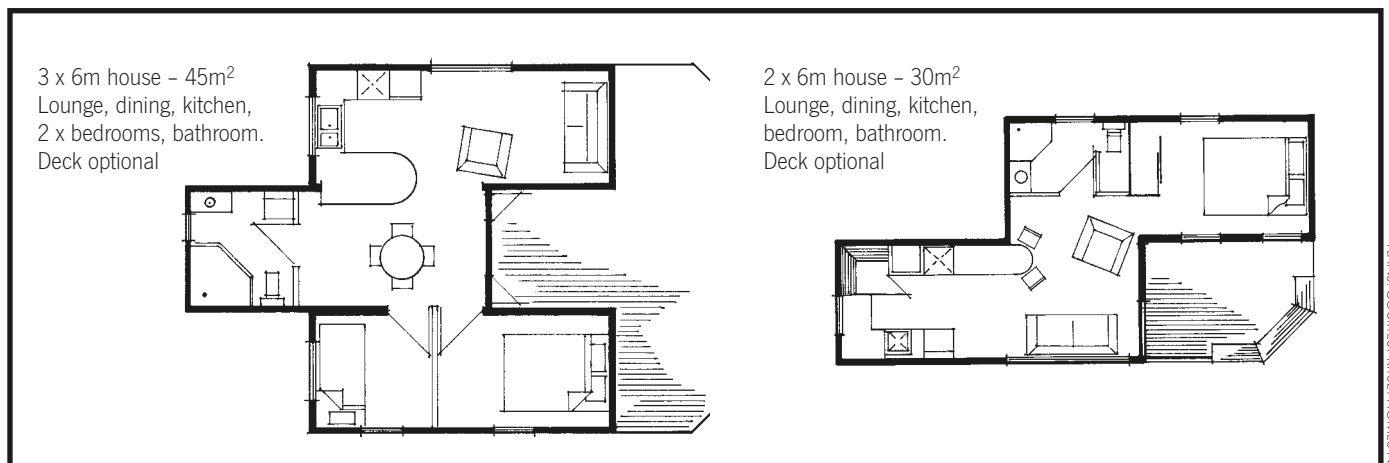 3 x 6m house – 45m²
Lounge, dining, kitchen,
2 x bedrooms, bathroom.
Deck optional
2 x 6m house – 30m²
Lounge, dining, kitchen,
bedroom, bathroom.
Deck optional